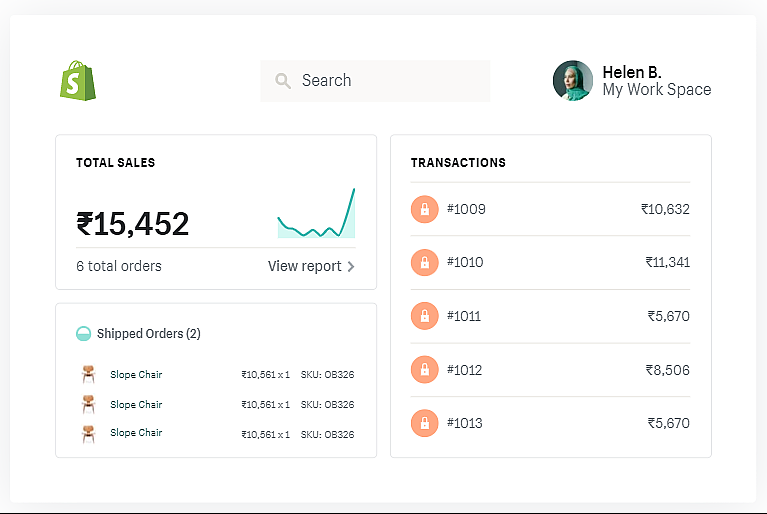 S
Search
Helen B.
My Work Space
TOTAL SALES
₹15,452
6 total orders View report
Shipped Orders (2)
Slope Chair ₹10,561 x 1 SKU: OB326
Slope Chair ₹10,561 x 1 SKU: OB326
Slope Chair ₹10,561 x 1 SKU: OB326
TRANSACTIONS
#1009 ₹10,632
#1010 ₹11,341
#1011 ₹5,670
#1012 ₹8,506
#1013 ₹5,670